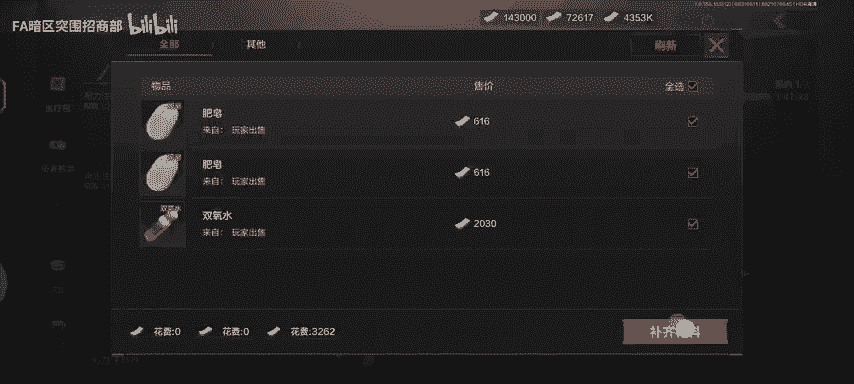 FA暗区突围招商部 bilibili
143000 72617 4353K
全部 其他 刷新
物品 售价 全选
肥皂
来自： 玩家出售
616
肥皂
来自： 玩家出售
616
双氧水
双氧水
来自： 玩家出售
2030
花费:0 花费:0 花费:3262
补齐